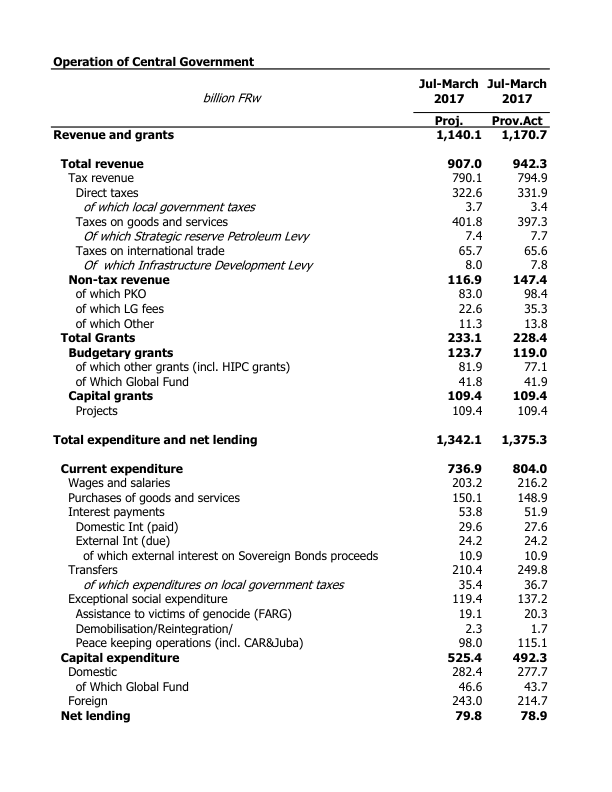 Operation of Central Government
Jul-March Jul-March
billion FRw 2017 2017
Proj. Prov.Act
Revenue and grants 1,140.1 1,170.7
Total revenue 907.0 942.3
Tax revenue 790.1 794.9
Direct taxes 322.6 331.9
of which local government taxes 3.7 3.4
Taxes on goods and services 401.8 397.3
Of which Strategic reserve Petroleum Levy 7.4 7.7
Taxes on international trade 65.7 65.6
Of which Infrastructure Development Levy 8.0 7.8
Non-tax revenue 116.9 147.4
of which PKO 83.0 98.4
of which LG fees 22.6 35.3
of which Other 11.3 13.8
Total Grants 233.1 228.4
Budgetary grants 123.7 119.0
of which other grants (incl. HIPC grants) 81.9 77.1
of Which Global Fund 41.8 41.9
Capital grants 109.4 109.4
Projects 109.4 109.4
Total expenditure and net lending 1,342.1 1,375.3
Current expenditure 736.9 804.0
Wages and salaries 203.2 216.2
Purchases of goods and services 150.1 148.9
Interest payments 53.8 51.9
Domestic Int (paid) 29.6 27.6
External Int (due) 24.2 24.2
of which external interest on Sovereign Bonds proceeds 10.9 10.9
Transfers 210.4 249.8
of which expenditures on local government taxes 35.4 36.7
Exceptional social expenditure 119.4 137.2
Assistance to victims of genocide (FARG) 19.1 20.3
Demobilisation/Reintegration/ 2.3 1.7
Peace keeping operations (incl. CAR&Juba) 98.0 115.1
Capital expenditure 525.4 492.3
Domestic 282.4 277.7
of Which Global Fund 46.6 43.7
Foreign 243.0 214.7
Net lending 79.8 78.9